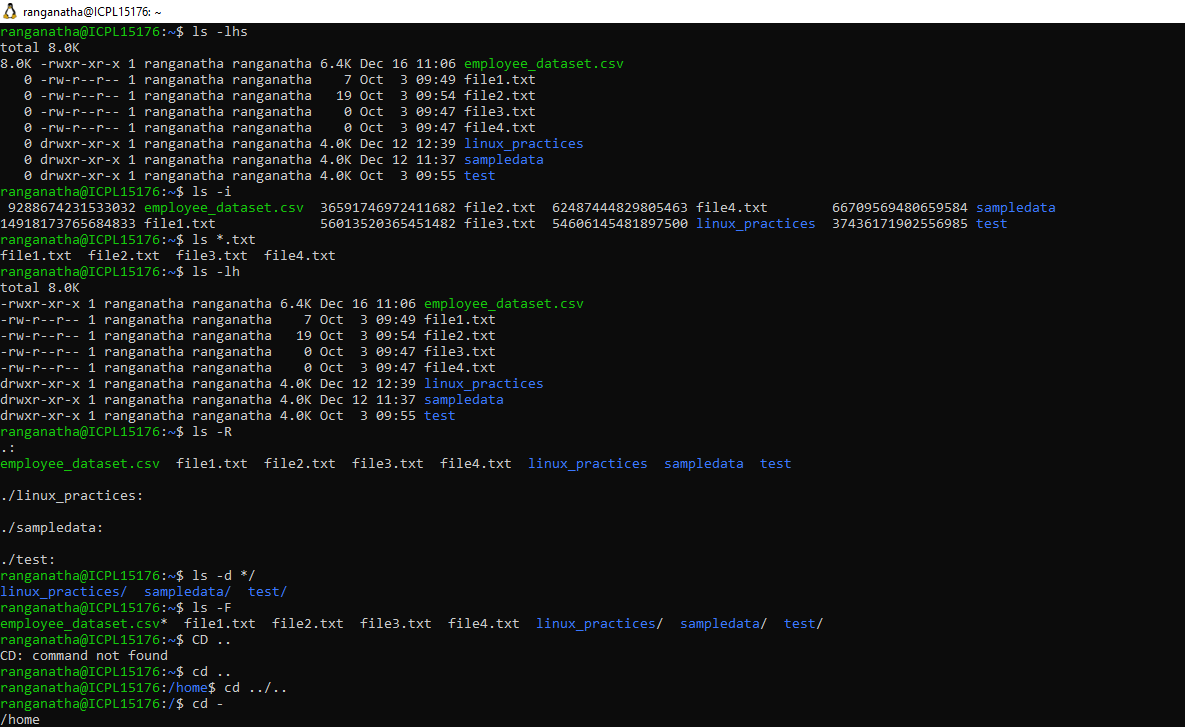 ranganatha@ICPL15176: ~
ranganatha@ICPL15176:~$ ls -lhs
total 8.0K
8.0K -rwxr-xr-x 1 ranganatha ranganatha 6.4K Dec 16 11:06 employee_dataset.csv
   0 -rw-r--r-- 1 ranganatha ranganatha    7 Oct  3 09:49 file1.txt
   0 -rw-r--r-- 1 ranganatha ranganatha   19 Oct  3 09:54 file2.txt
   0 -rw-r--r-- 1 ranganatha ranganatha    0 Oct  3 09:47 file3.txt
   0 -rw-r--r-- 1 ranganatha ranganatha    0 Oct  3 09:47 file4.txt
   0 drwxr-xr-x 1 ranganatha ranganatha 4.0K Dec 12 12:39 linux_practices
   0 drwxr-xr-x 1 ranganatha ranganatha 4.0K Dec 12 11:37 sampledata
   0 drwxr-xr-x 1 ranganatha ranganatha 4.0K Oct  3 09:55 test
ranganatha@ICPL15176:~$ ls -i
 9288674231533032 employee_dataset.csv  36591746972411682 file2.txt  62487444829805463 file4.txt        66709569480659584 sampledata
14918173765684833 file1.txt             56013520365451482 file3.txt  54606145481897500 linux_practices  37436171902556985 test
ranganatha@ICPL15176:~$ ls *.txt
file1.txt  file2.txt  file3.txt  file4.txt
ranganatha@ICPL15176:~$ ls -lh
total 8.0K
-rwxr-xr-x 1 ranganatha ranganatha 6.4K Dec 16 11:06 employee_dataset.csv
-rw-r--r-- 1 ranganatha ranganatha    7 Oct  3 09:49 file1.txt
-rw-r--r-- 1 ranganatha ranganatha   19 Oct  3 09:54 file2.txt
-rw-r--r-- 1 ranganatha ranganatha    0 Oct  3 09:47 file3.txt
-rw-r--r-- 1 ranganatha ranganatha    0 Oct  3 09:47 file4.txt
drwxr-xr-x 1 ranganatha ranganatha 4.0K Dec 12 12:39 linux_practices
drwxr-xr-x 1 ranganatha ranganatha 4.0K Dec 12 11:37 sampledata
drwxr-xr-x 1 ranganatha ranganatha 4.0K Oct  3 09:55 test
ranganatha@ICPL15176:~$ ls -R
.:
employee_dataset.csv  file1.txt  file2.txt  file3.txt  file4.txt  linux_practices  sampledata  test
./linux_practices:
./sampledata:
./test:
ranganatha@ICPL15176:~$ ls -d */
linux_practices/  sampledata/  test/
ranganatha@ICPL15176:~$ ls -F
employee_dataset.csv*  file1.txt  file2.txt  file3.txt  file4.txt  linux_practices/  sampledata/  test/
ranganatha@ICPL15176:~$ CD ..
CD: command not found
ranganatha@ICPL15176:~$ cd ..
ranganatha@ICPL15176:/home$ cd ../..
ranganatha@ICPL15176:/$ cd -
/home